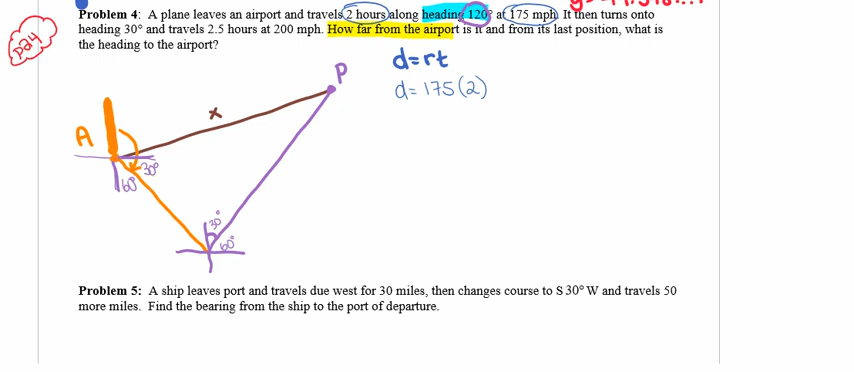 Problem 4: A plane leaves an airport and travels 2 hours along heading 120° at 175 mph. It then turns onto
heading 30° and travels 2.5 hours at 200 mph. How far from the airport is it and from its last position, what is
the heading to the airport?
Day
d=rt
d=175(2)
P
x
A
30°
60°
30°
60°
Problem 5: A ship leaves port and travels due west for 30 miles, then changes course to S 30° W and travels 50
more miles. Find the bearing from the ship to the port of departure.